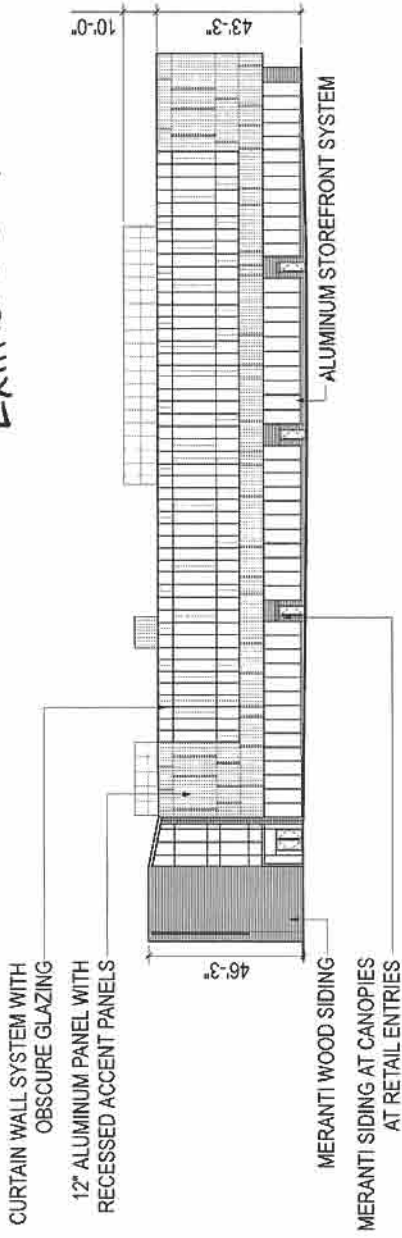 CURTAIN WALL SYSTEM WITH
OBSCURE GLAZING
12" ALUMINUM PANEL WITH
RECESSED ACCENT PANELS
46'-3"
MERANTI WOOD SIDING
MERANTI SIDING AT CANOPIES
AT RETAIL ENTRIES
ALUMINUM STOREFRONT SYSTEM
10'-0"
43'-3"